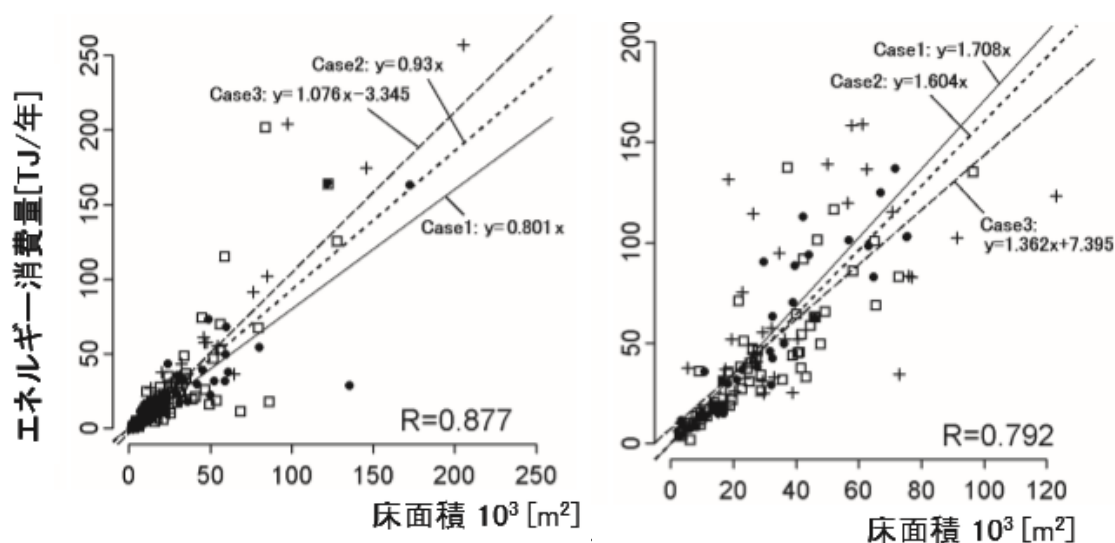 エネルギー消費量[TJ/年]
250
200
150
100
50
0
Case2: y=0.93x
Case3: y=1.076x−3.345
Case1: y=0.801x
R=0.877
0 50 100 150 200 250
床面積 10³ [m²]
200
150
100
50
0
Case1: y=1.708x
Case2: y=1.604x
Case3:
y=1.362x+7.395
R=0.792
0 20 40 60 80 100 120
床面積 10³ [m²]